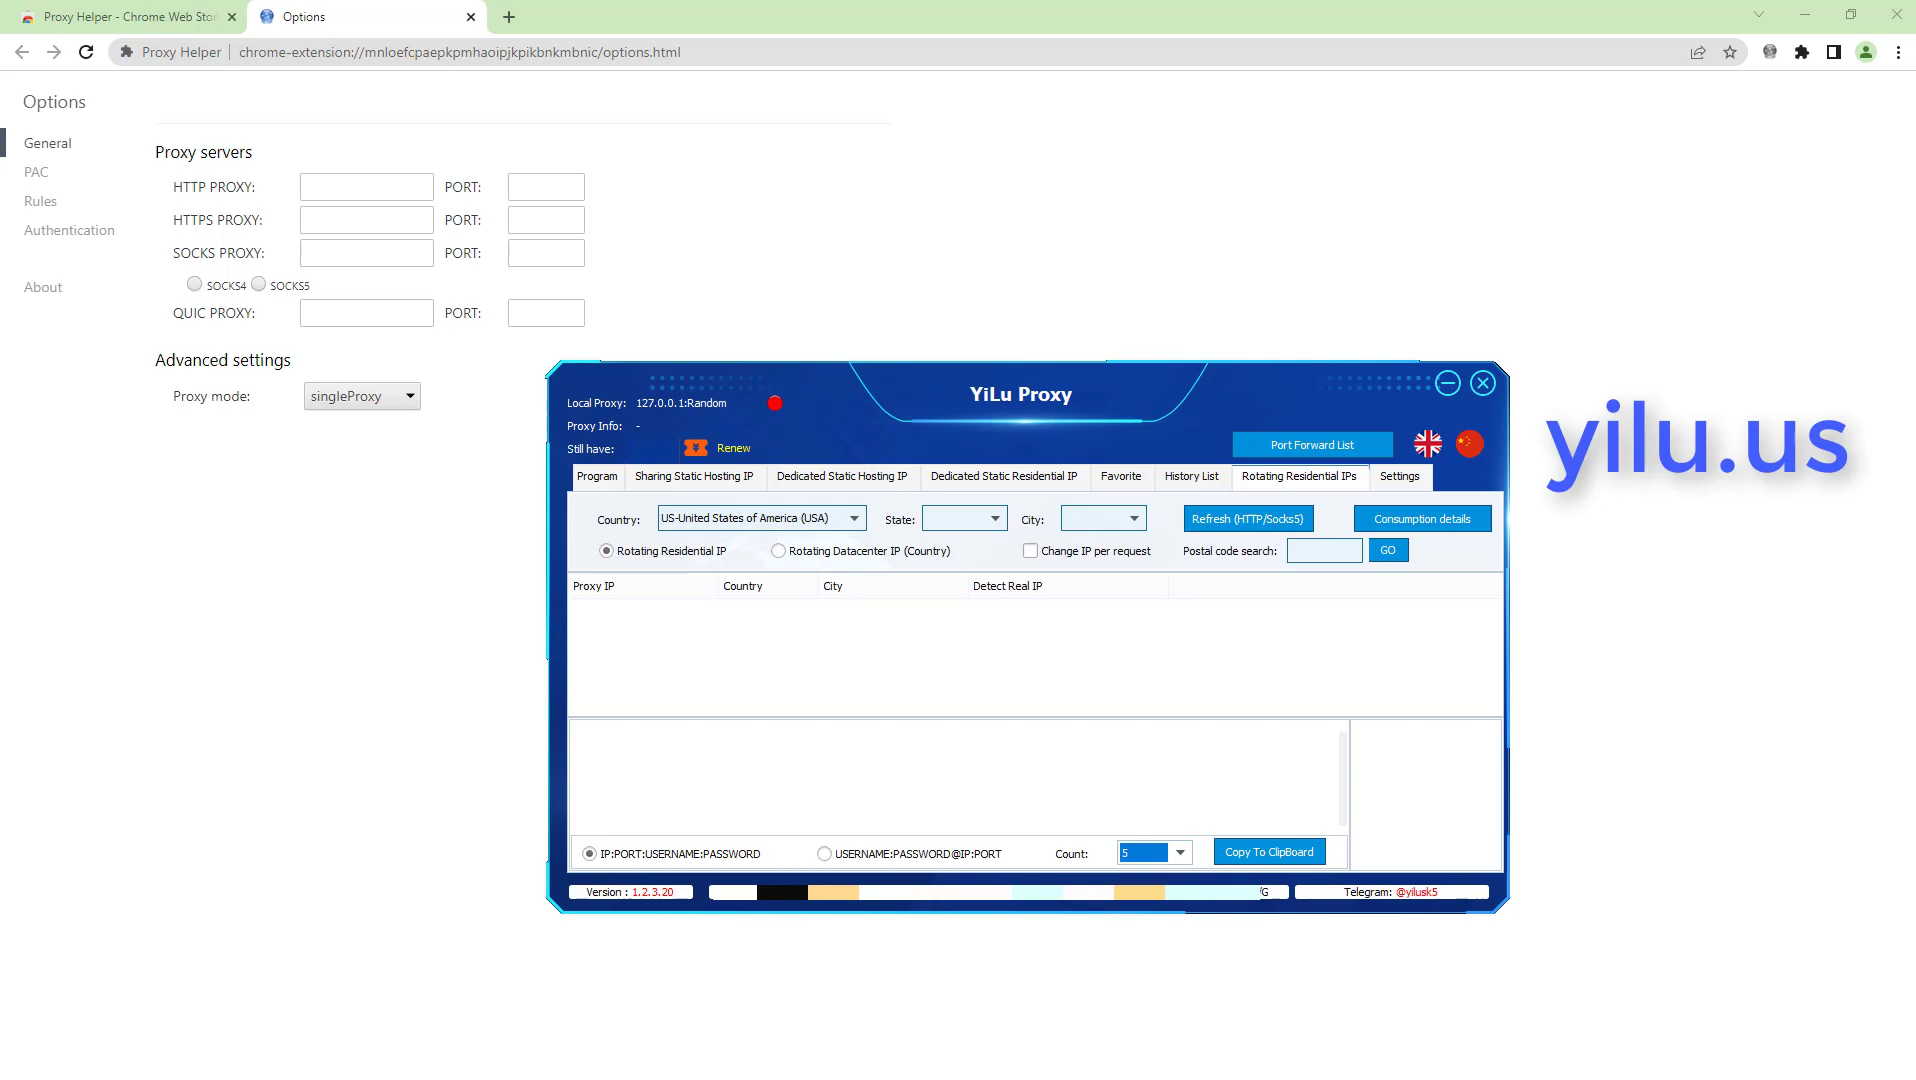 Proxy Helper - Chrome Web Stor
Options
Proxy Helper
chrome-extension://mnloefcpaepkpmhaoipjkpikbnkmbnic/options.html
Options
General
PAC
Rules
Authentication
About
Proxy servers
HTTP PROXY: PORT:
HTTPS PROXY: PORT:
SOCKS PROXY: PORT:
SOCKS4 SOCKS5
QUIC PROXY: PORT:
Advanced settings
Proxy mode: singleProxy
YiLu Proxy
Local Proxy: 127.0.0.1:Random
Proxy Info: -
Still have: ¥ Renew
Port Forward List
Program Sharing Static Hosting IP Dedicated Static Hosting IP Dedicated Static Residential IP Favorite History List Rotating Residential IPs Settings
Country: US-United States of America (USA) State: City: Refresh (HTTP/Socks5) Consumption details
Rotating Residential IP Rotating Datacenter IP (Country) Change IP per request Postal code search: GO
Proxy IP Country City Detect Real IP
IP:PORT:USERNAME:PASSWORD USERNAME:PASSWORD@IP:PORT Count: 5 Copy To ClipBoard
Version : 1.2.3.20 /G Telegram: @yilusk5
yilu.us